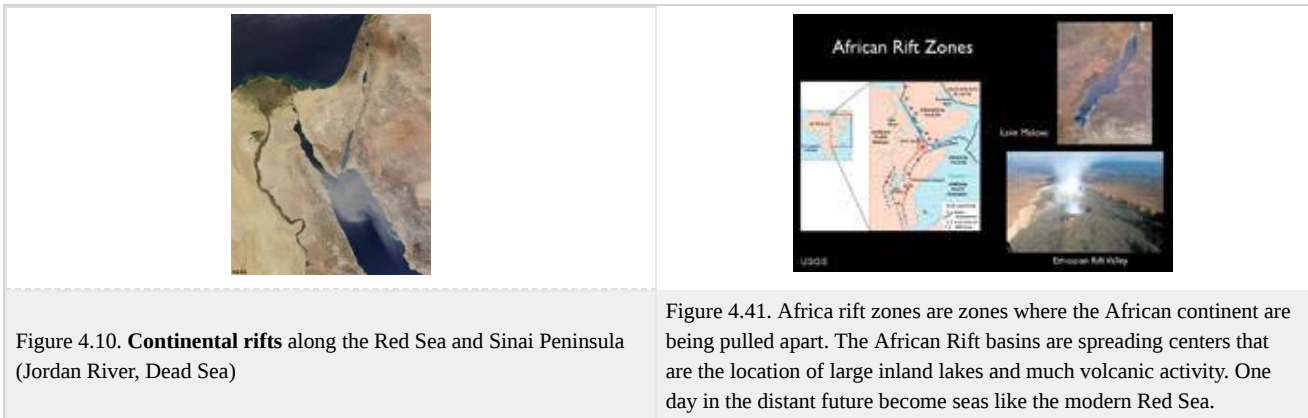 African Rift Zones
Lake Malawi
USGS
Ethiopian Rift Valley
Figure 4.10. Continental rifts along the Red Sea and Sinai Peninsula
(Jordan River, Dead Sea)
Figure 4.41. Africa rift zones are zones where the African continent are
being pulled apart. The African Rift basins are spreading centers that
are the location of large inland lakes and much volcanic activity. One
day in the distant future become seas like the modern Red Sea.